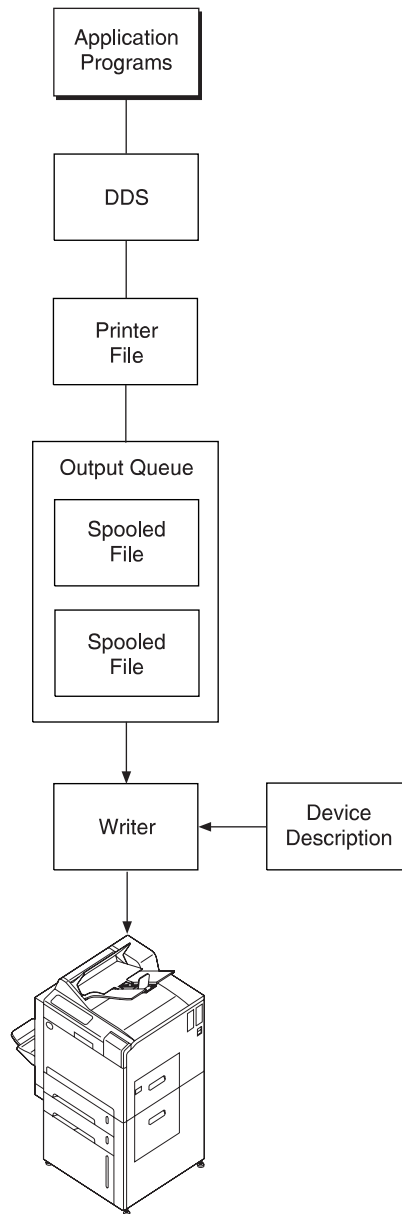 Application
Programs
DDS
Printer
File
Output Queue
Spooled
File
Spooled
File
Writer
Device
Description